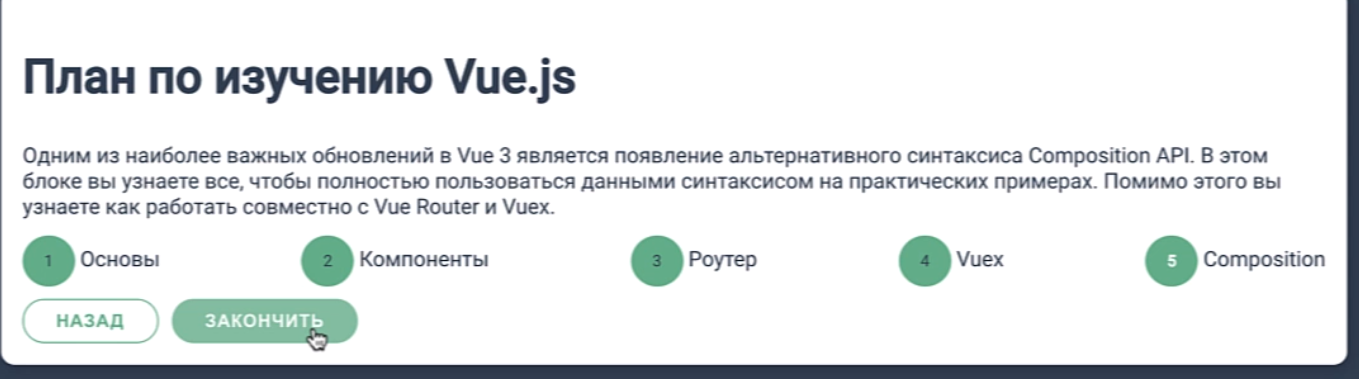 План по изучению Vue.js
Одним из наиболее важных обновлений в Vue 3 является появление альтернативного синтаксиса Composition API. В этом
блоке вы узнаете все, чтобы полностью пользоваться данными синтаксисом на практических примерах. Помимо этого вы
узнаете как работать совместно с Vue Router и Vuex.
1 Основы 2 Компоненты 3 Роутер 4 Vuex 5 Composition
НАЗАД ЗАКОНЧИТЬ